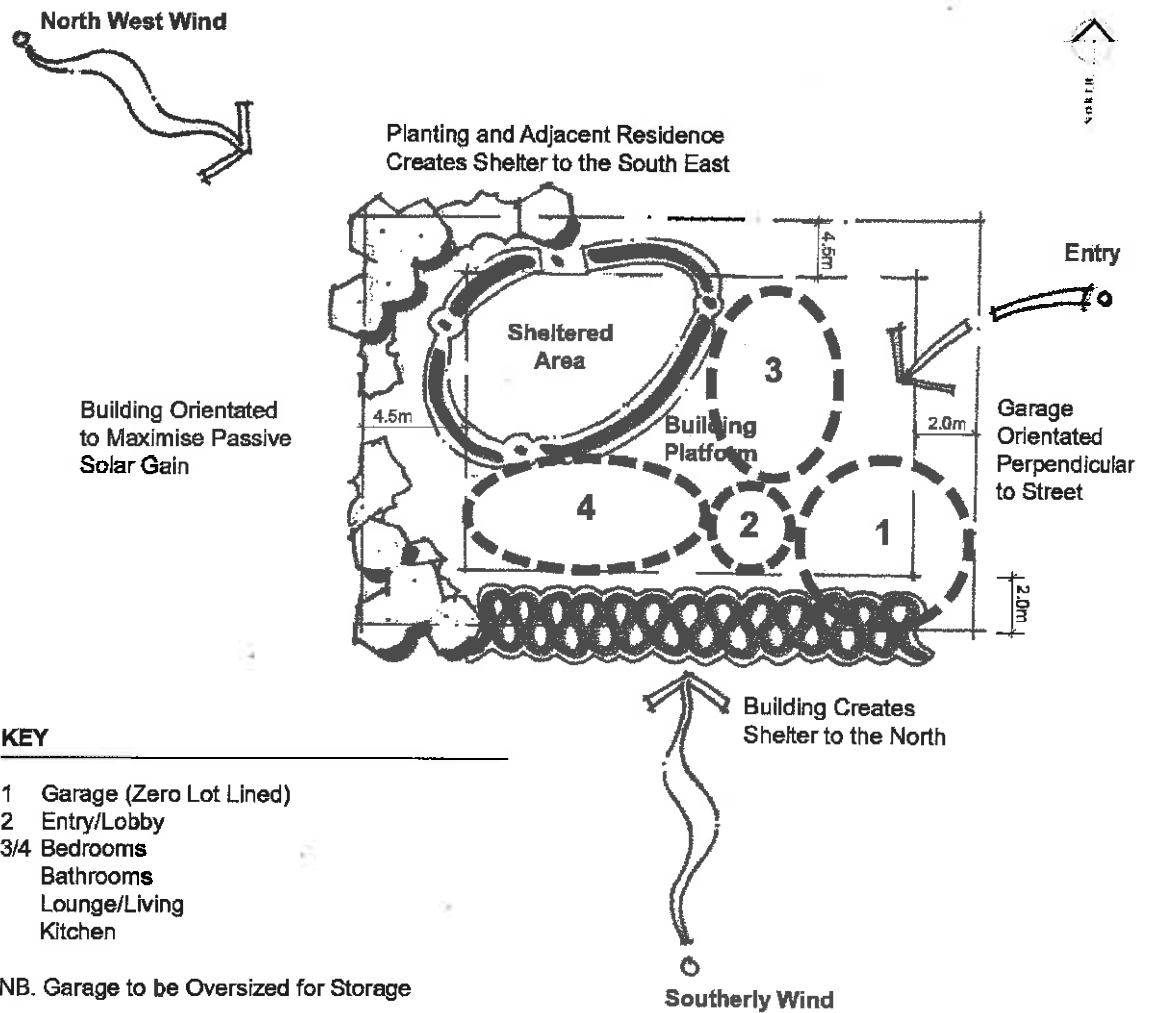 North West Wind
NORTH
Planting and Adjacent Residence
Creates Shelter to the South East
4.5m
Entry
Sheltered
Area
3
Building Orientated
to Maximise Passive
Solar Gain
4.5m
Building
Platform
2.0m
Garage
Orientated
Perpendicular
to Street
4
2
1
2.0m
Building Creates
Shelter to the North
KEY
1 Garage (Zero Lot Lined)
2 Entry/Lobby
3/4 Bedrooms
Bathrooms
Lounge/Living
Kitchen
NB. Garage to be Oversized for Storage
Southerly Wind